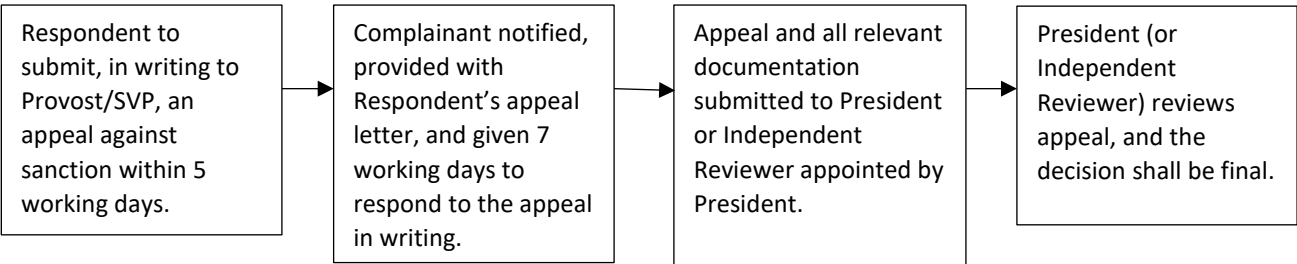 Respondent to
submit, in writing to
Provost/SVP, an
appeal against
sanction within 5
working days.
Complainant notified,
provided with
Respondent’s appeal
letter, and given 7
working days to
respond to the appeal
in writing.
Appeal and all relevant
documentation
submitted to President
or Independent
Reviewer appointed by
President.
President (or
Independent
Reviewer) reviews
appeal, and the
decision shall be final.